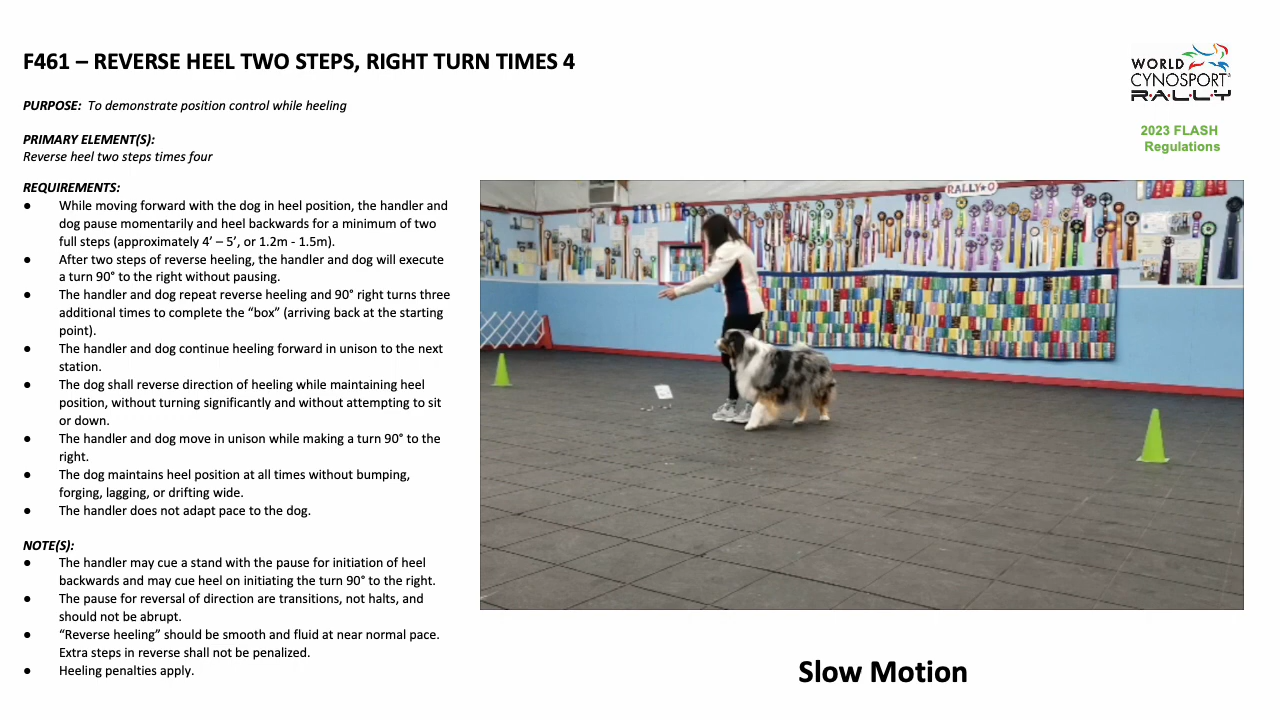 F461 – REVERSE HEEL TWO STEPS, RIGHT TURN TIMES 4
WORLD
CYNOSPORT
R.A.L.L.Y
2023 FLASH
Regulations
PURPOSE: To demonstrate position control while heeling
PRIMARY ELEMENT(S):
Reverse heel two steps times four
REQUIREMENTS:
● While moving forward with the dog in heel position, the handler and
dog pause momentarily and heel backwards for a minimum of two
full steps (approximately 4’ – 5’, or 1.2m - 1.5m).
● After two steps of reverse heeling, the handler and dog will execute
a turn 90° to the right without pausing.
● The handler and dog repeat reverse heeling and 90° right turns three
additional times to complete the “box” (arriving back at the starting
point).
● The handler and dog continue heeling forward in unison to the next
station.
● The dog shall reverse direction of heeling while maintaining heel
position, without turning significantly and without attempting to sit
or down.
● The handler and dog move in unison while making a turn 90° to the
right.
● The dog maintains heel position at all times without bumping,
forging, lagging, or drifting wide.
● The handler does not adapt pace to the dog.
NOTE(S):
● The handler may cue a stand with the pause for initiation of heel
backwards and may cue heel on initiating the turn 90° to the right.
● The pause for reversal of direction are transitions, not halts, and
should not be abrupt.
● “Reverse heeling” should be smooth and fluid at near normal pace.
Extra steps in reverse shall not be penalized.
● Heeling penalties apply.
RALLY O
Slow Motion